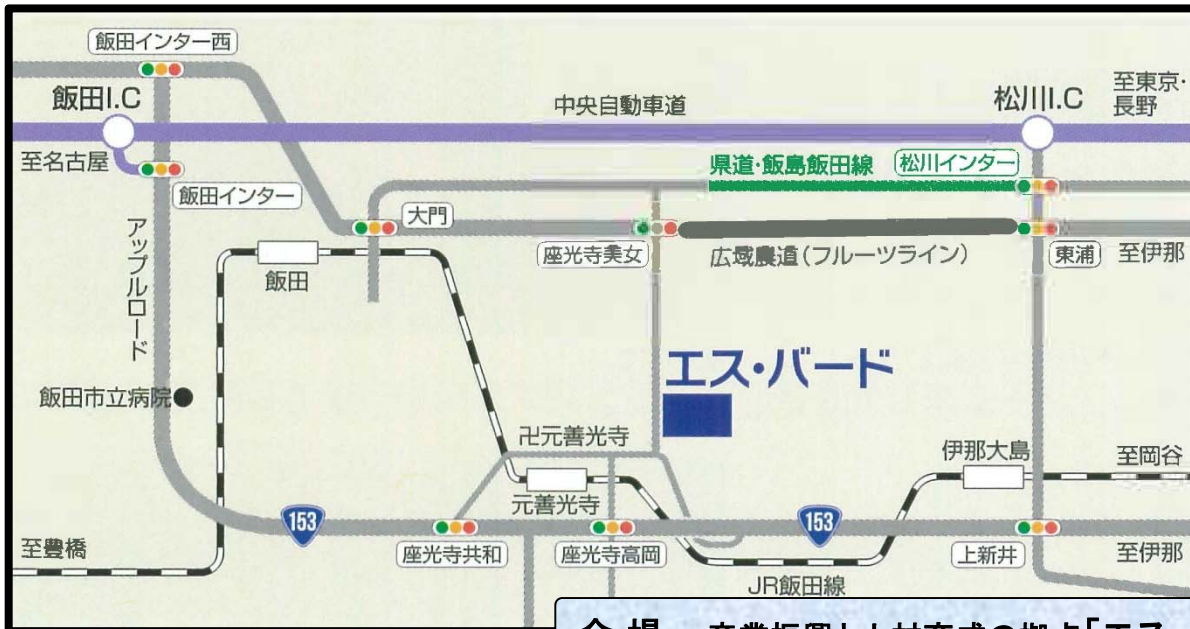 飯田インター西
飯田I.C
中央自動車道
松川I.C
至東京・
長野
至名古屋
飯田インター
県道・飯島飯田線
松川インター
大門
座光寺美女
広域農道(フルーツライン)
東浦
至伊那
アップルロード
飯田
エス・バード
飯田市立病院
卍元善光寺
伊那大島
至岡谷
元善光寺
153
153
至豊橋
座光寺共和
座光寺高岡
上新井
至伊那
JR飯田線